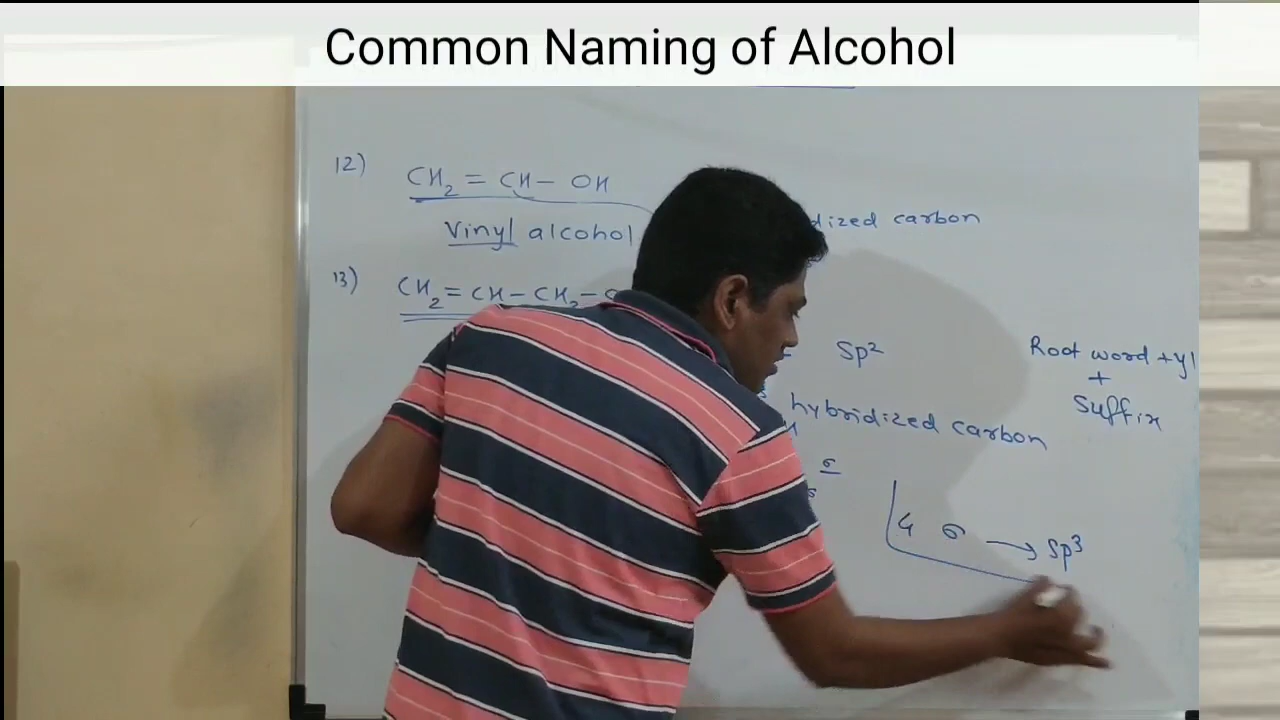 Common Naming of Alcohol
12) CH₂ = CH – OH
Vinyl alcohol
dized carbon
13) CH₂ = CH – CH₂ –
Sp²
Root word + yl
+
Suffix
hybridized carbon
σ
4 σ → Sp³